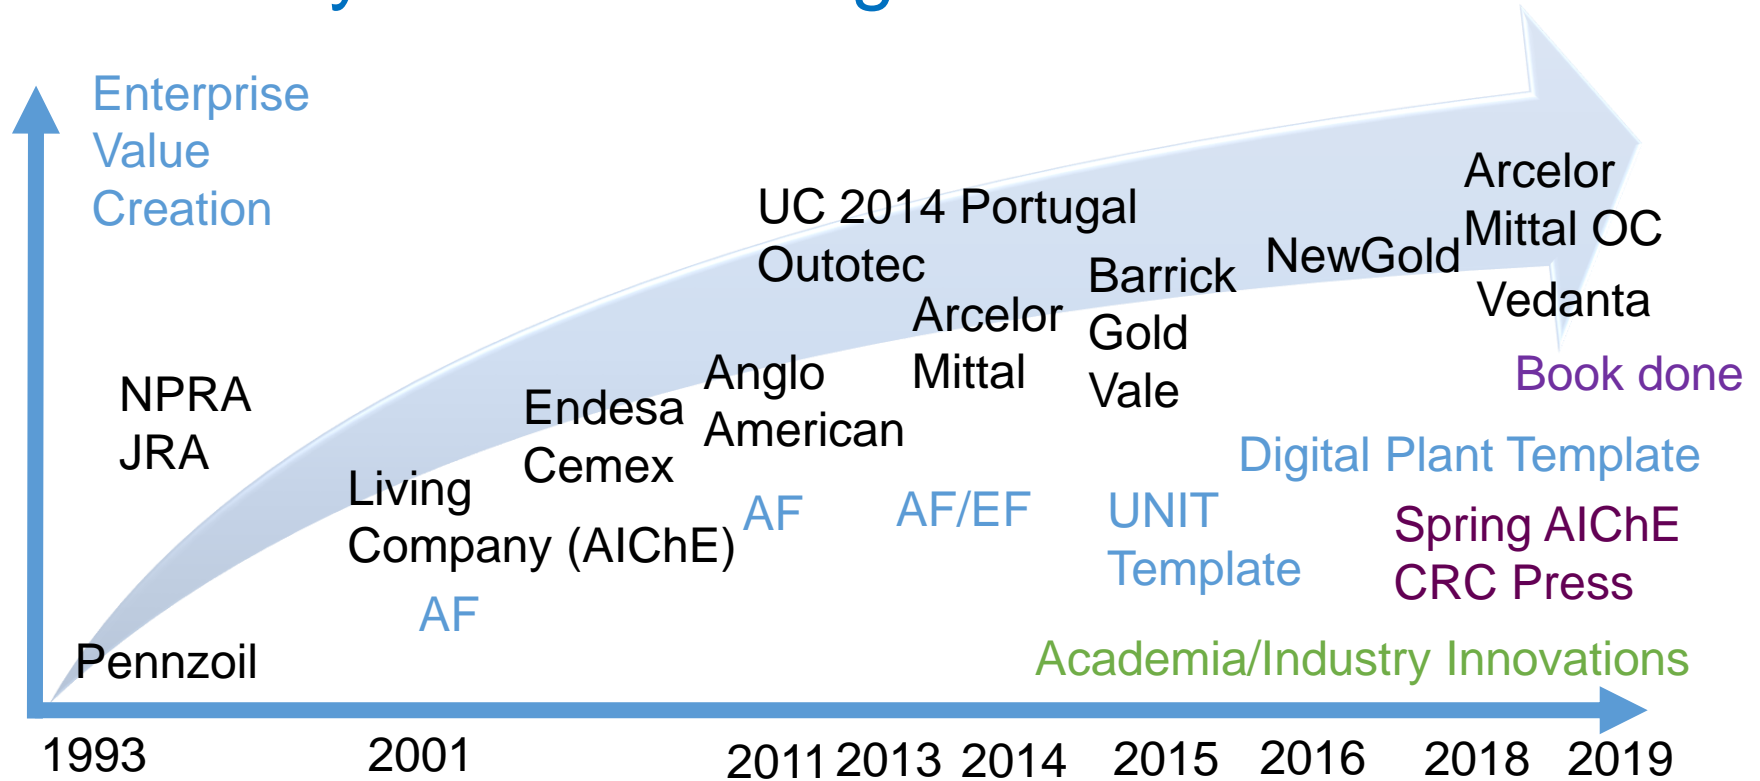 Enterprise
Value
Creation
UC 2014 Portugal
Outotec
Arcelor
Mittal OC
Vedanta
NewGold
Barrick
Gold
Vale
Arcelor
Mittal
Anglo
American
Endesa
Cemex
NPRA
JRA
Living
Company (AIChE)
Book done
Digital Plant Template
AF
AF/EF
UNIT
Template
Spring AIChE
CRC Press
AF
Pennzoil
Academia/Industry Innovations
1993 2001 2011 2013 2014 2015 2016 2018 2019